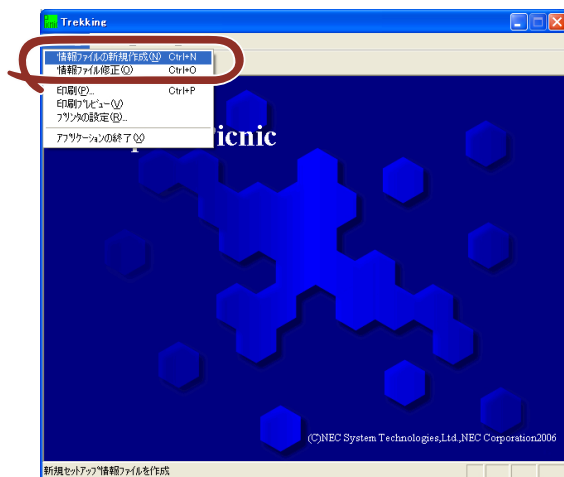 Trekking
情報ファイルの新規作成(N) Ctrl+N
情報ファイル修正(O) Ctrl+O
印刷(P)... Ctrl+P
印刷プレビュー(V)
プリンタの設定(R)...
アプリケーションの終了(X)
icnic
(C)NEC System Technologies,Ltd.,NEC Corporation2006
新規セットアップ情報ファイルを作成